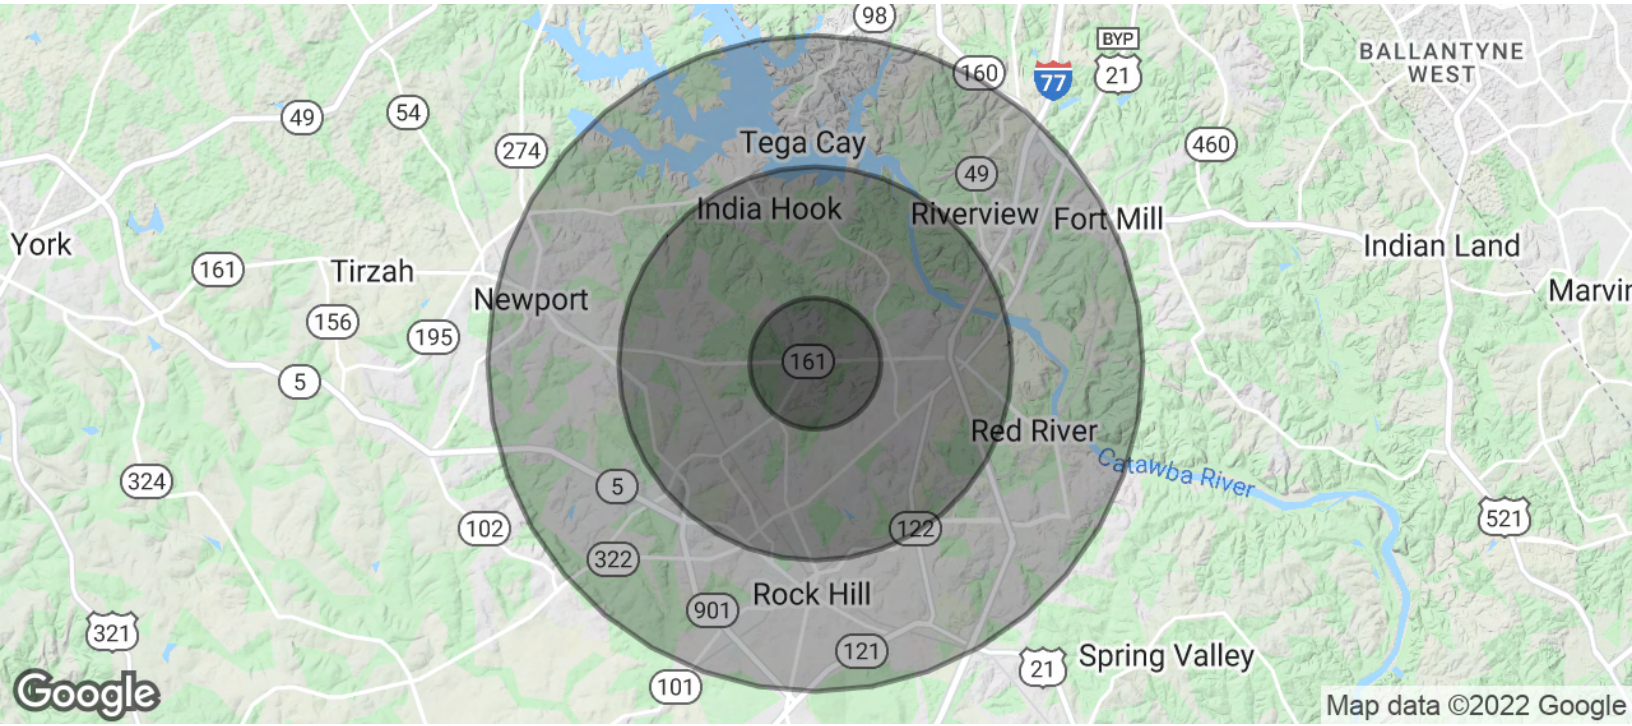 98
BYP
21
BALLANTYNE
WEST
160
77
54
49
274
Tega Cay
460
49
India Hook
Riverview
Fort Mill
York
Indian Land
161
Tirzah
Marvin
Newport
156
195
161
5
Red River
Catawba River
324
5
102
122
521
322
Rock Hill
901
321
121
21
Spring Valley
101
Google
Map data ©2022 Google